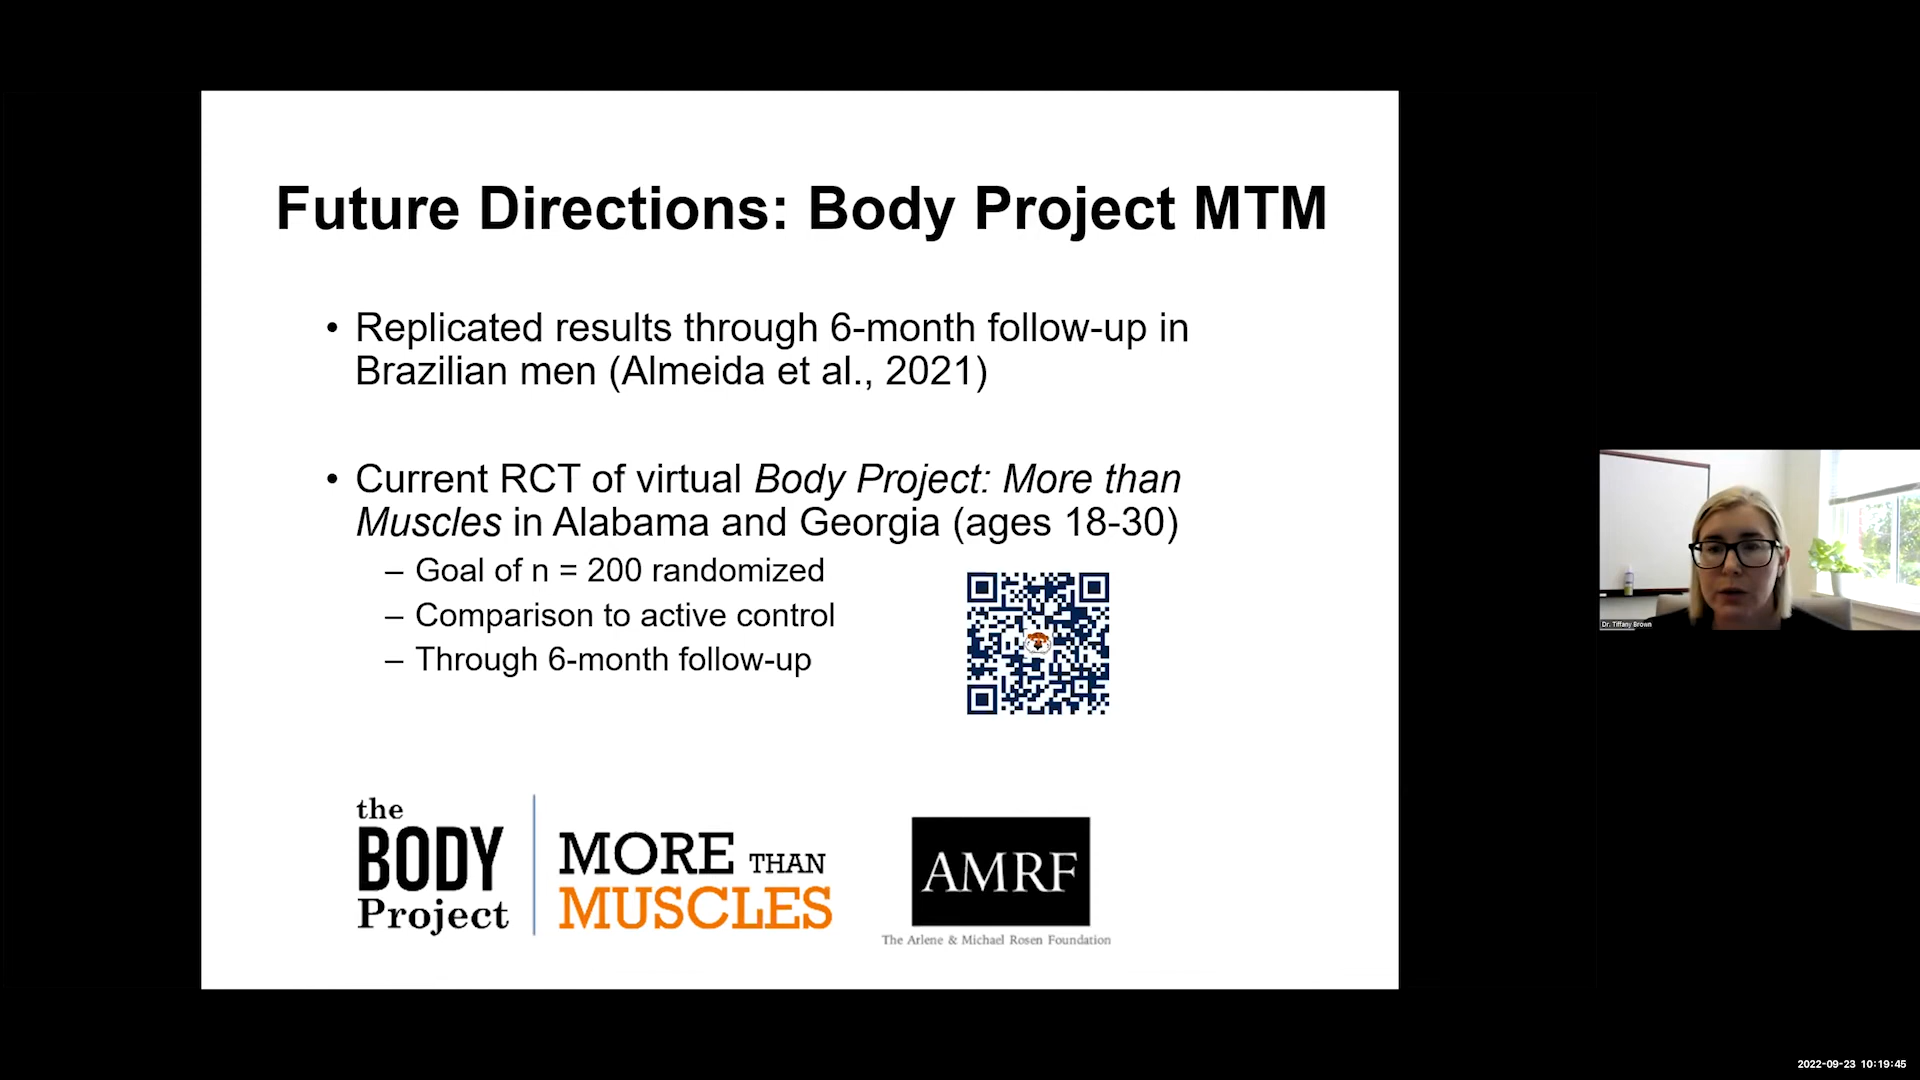 Future Directions: Body Project MTM
• Replicated results through 6-month follow-up in
Brazilian men (Almeida et al., 2021)
• Current RCT of virtual Body Project: More than
Muscles in Alabama and Georgia (ages 18-30)
– Goal of n = 200 randomized
– Comparison to active control
– Through 6-month follow-up
the
BODY
Project
MORE THAN
MUSCLES
AMRF
The Arlene & Michael Rosen Foundation
Dr. Tiffany Brown
2022-09-23 10:19:45